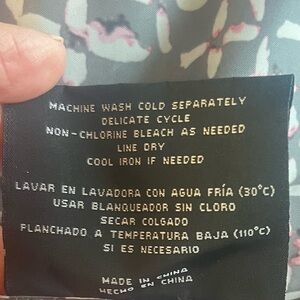 MACHINE WASH COLD SEPARATELY
DELICATE CYCLE
NON-CHLORINE BLEACH AS NEEDED
LINE DRY
COOL IRON IF NEEDED
LAVAR EN LAVADORA CON AGUA FRÍA (30°C)
USAR BLANQUEADOR SIN CLORO
SECAR COLGADO
PLANCHADO A TEMPERATURA BAJA (110°C)
SI ES NECESARIO
MADE IN CHINA
HECHO EN CHINA